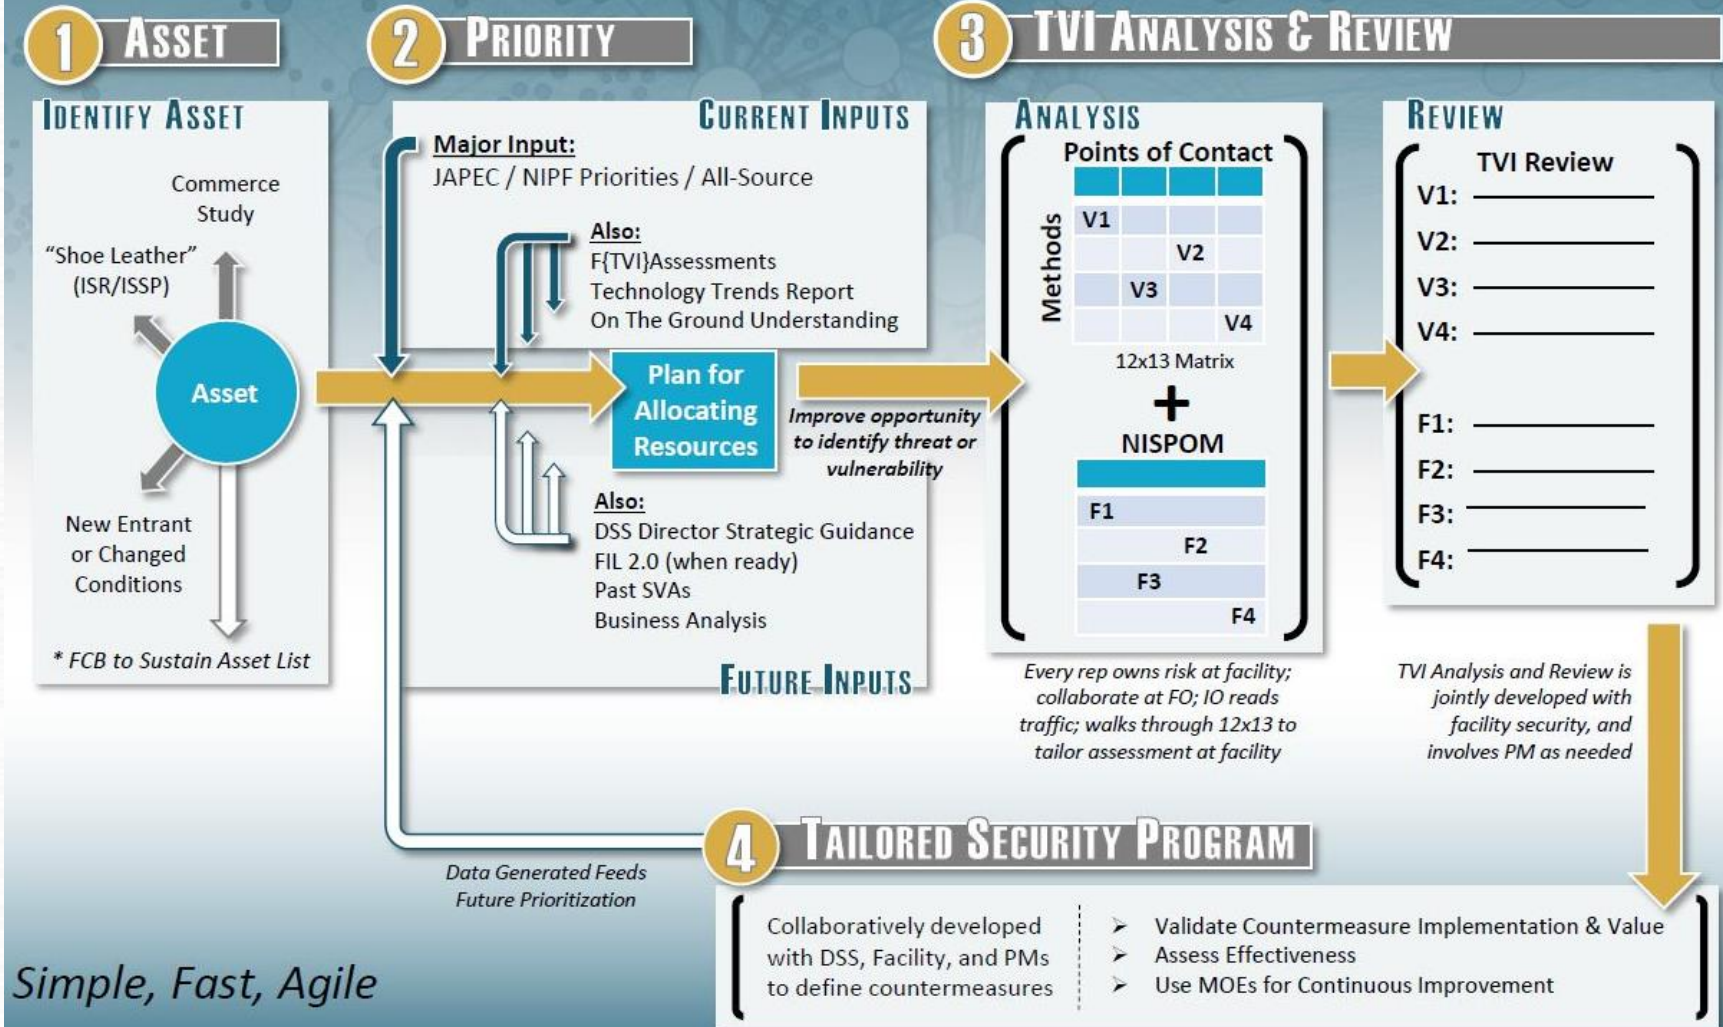 1 ASSET
IDENTIFY ASSET
Commerce
Study
“Shoe Leather”
(ISR/ISSP)
Asset
New Entrant
or Changed
Conditions
* FCB to Sustain Asset List
2 PRIORITY
CURRENT INPUTS
Major Input:
JAPEC / NIPF Priorities / All-Source
Also:
F{TVI}Assessments
Technology Trends Report
On The Ground Understanding
Plan for
Allocating
Resources
Improve opportunity
to identify threat or
vulnerability
Also:
DSS Director Strategic Guidance
FIL 2.0 (when ready)
Past SVAs
Business Analysis
FUTURE INPUTS
3 TVI ANALYSIS & REVIEW
ANALYSIS
Points of Contact
Methods
V1
V2
V3
V4
12x13 Matrix
+
NISPOM
F1
F2
F3
F4
Every rep owns risk at facility;
collaborate at FO; IO reads
traffic; walks through 12x13 to
tailor assessment at facility
REVIEW
TVI Review
V1:
V2:
V3:
V4:
F1:
F2:
F3:
F4:
TVI Analysis and Review is
jointly developed with
facility security, and
involves PM as needed
4 TAILORED SECURITY PROGRAM
Data Generated Feeds
Future Prioritization
Collaboratively developed
with DSS, Facility, and PMs
to define countermeasures
➢ Validate Countermeasure Implementation & Value
➢ Assess Effectiveness
➢ Use MOEs for Continuous Improvement
Simple, Fast, Agile